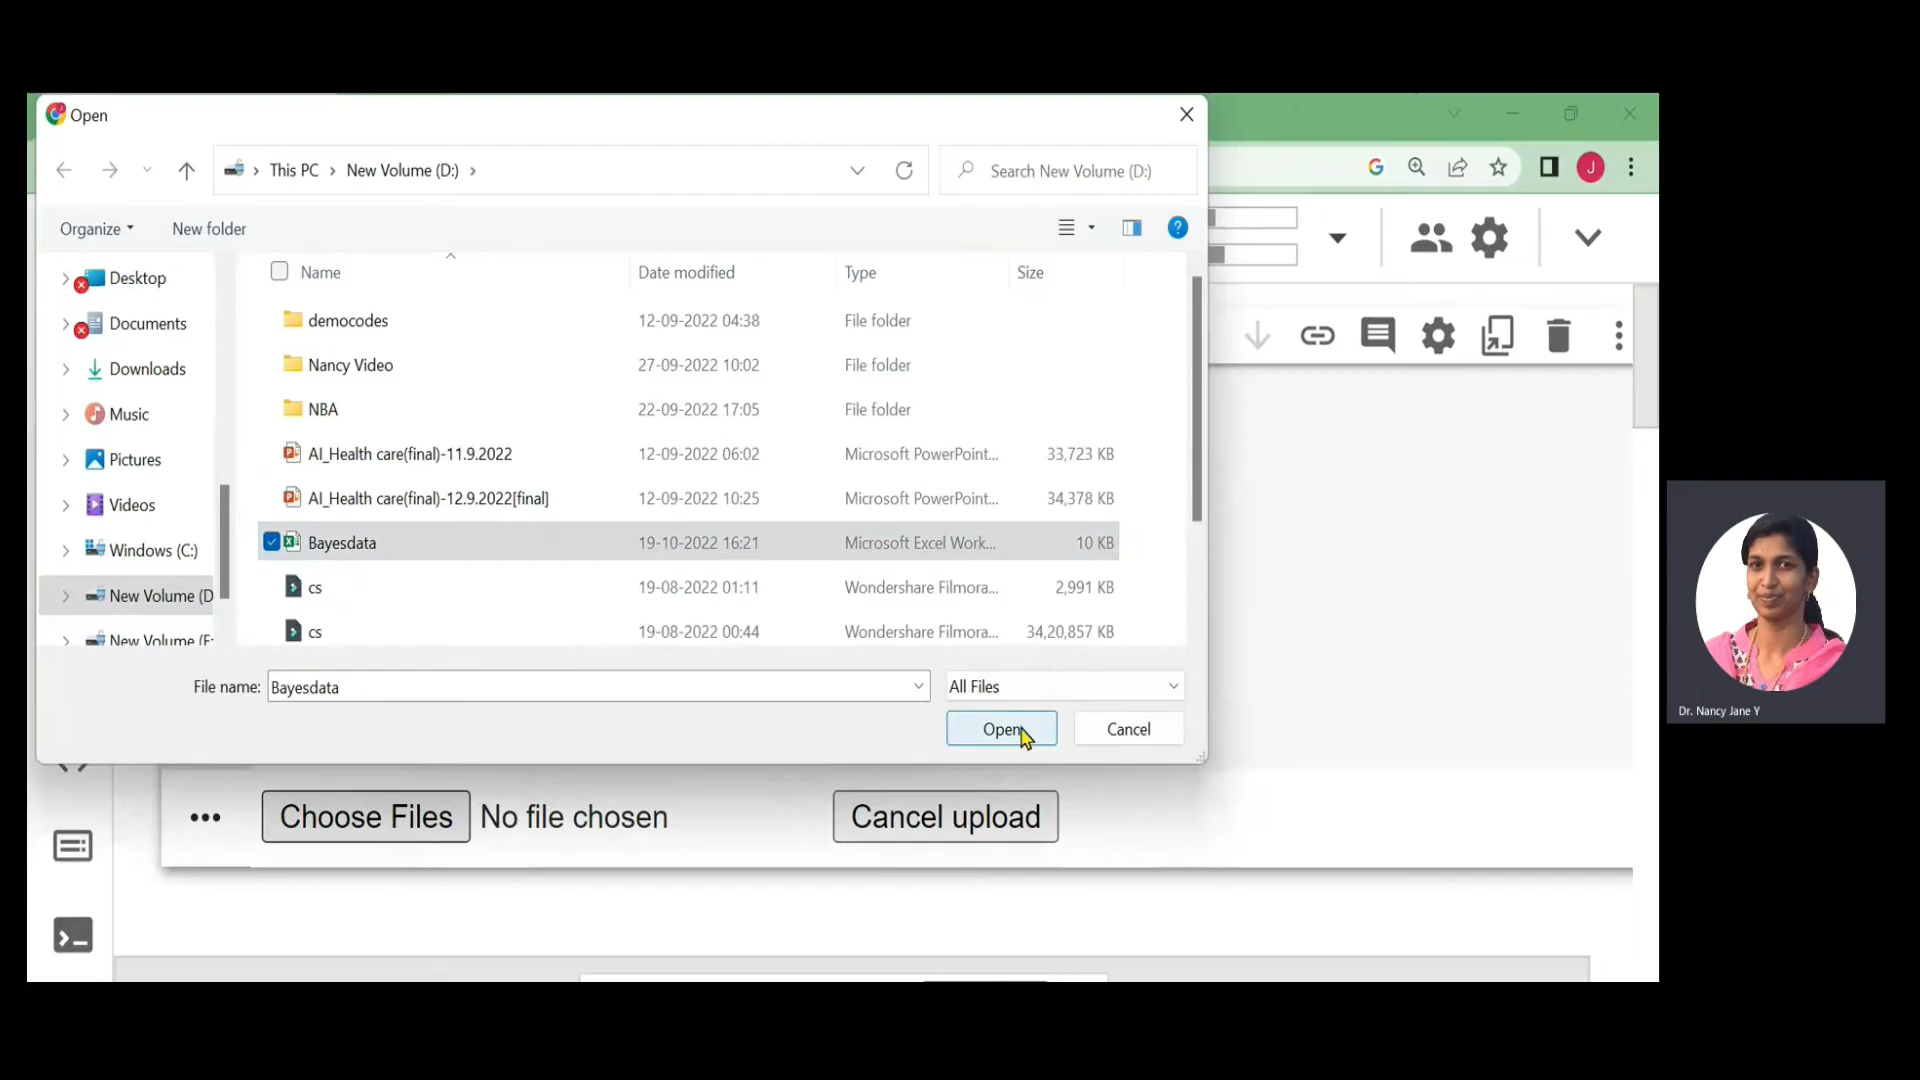 Open
This PC > New Volume (D:) >
Search New Volume (D:)
J
Organize
New folder
?
Name Date modified Type Size
Desktop
Documents
Downloads
Music
Pictures
Videos
Windows (C:)
New Volume (D
New Volume (F:
democodes 12-09-2022 04:38 File folder
Nancy Video 27-09-2022 10:02 File folder
NBA 22-09-2022 17:05 File folder
AI_Health care(final)-11.9.2022 12-09-2022 06:02 Microsoft PowerPoint... 33,723 KB
AI_Health care(final)-12.9.2022[final] 12-09-2022 10:25 Microsoft PowerPoint... 34,378 KB
Bayesdata 19-10-2022 16:21 Microsoft Excel Work... 10 KB
cs 19-08-2022 01:11 Wondershare Filmora... 2,991 KB
cs 19-08-2022 00:44 Wondershare Filmora... 34,20,857 KB
File name: Bayesdata
All Files
Open Cancel
Dr. Nancy Jane Y
Choose Files No file chosen Cancel upload